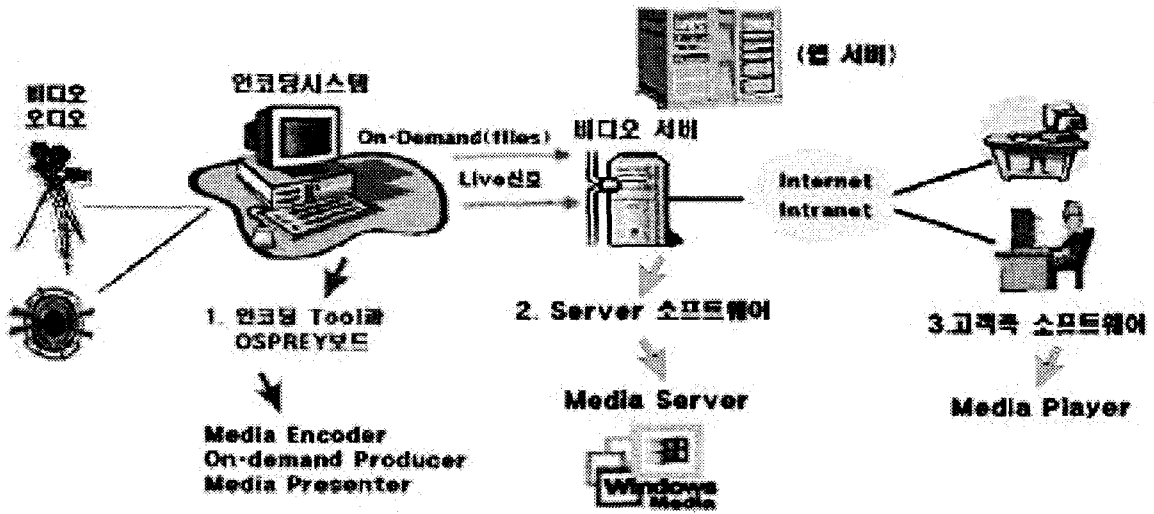 (웹 서버)
비디오
오디오
인코딩시스템
On-Demand(files)
Live신호
비디오 서버
Internet
Intranet
1. 인코딩 Tool과
OSPREY보드
2. Server 소프트웨어
3.고객측 소프트웨어
Media Encoder
On-demand Producer
Media Presenter
Media Server
Windows
Media
Media Player